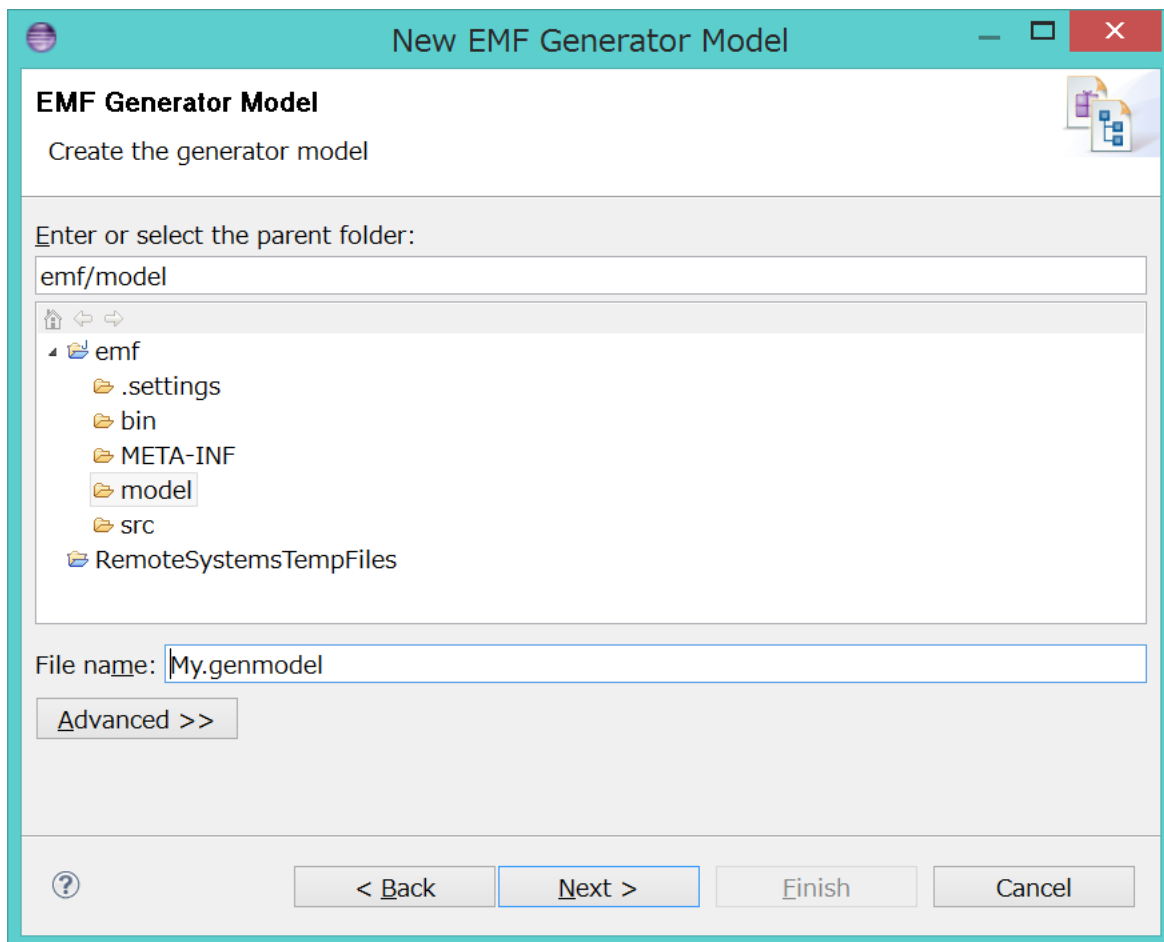 New EMF Generator Model
EMF Generator Model
Create the generator model
Enter or select the parent folder:
emf/model
emf
.settings
bin
META-INF
model
src
RemoteSystemsTempFiles
File name: My.genmodel
Advanced >>
< Back Next > Finish Cancel